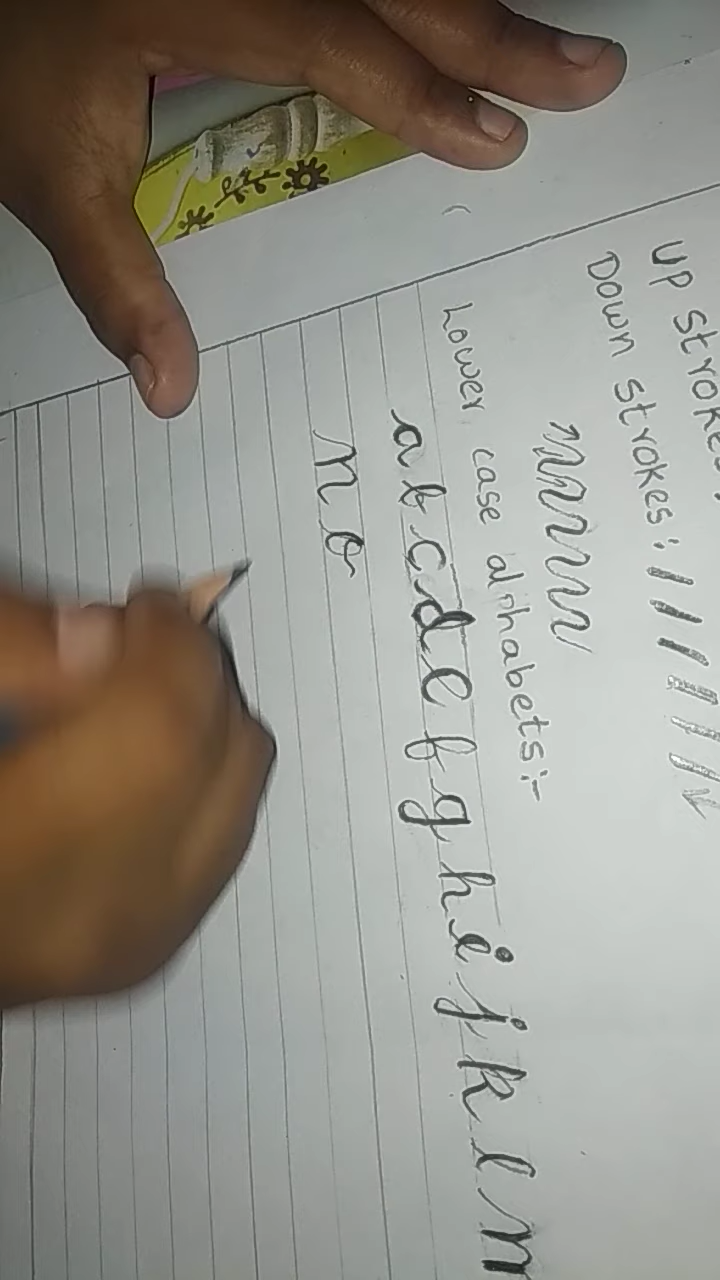 Up strokes
Down strokes:
Lower case alphabets:-
a b c d e f g h i j k l m
n o